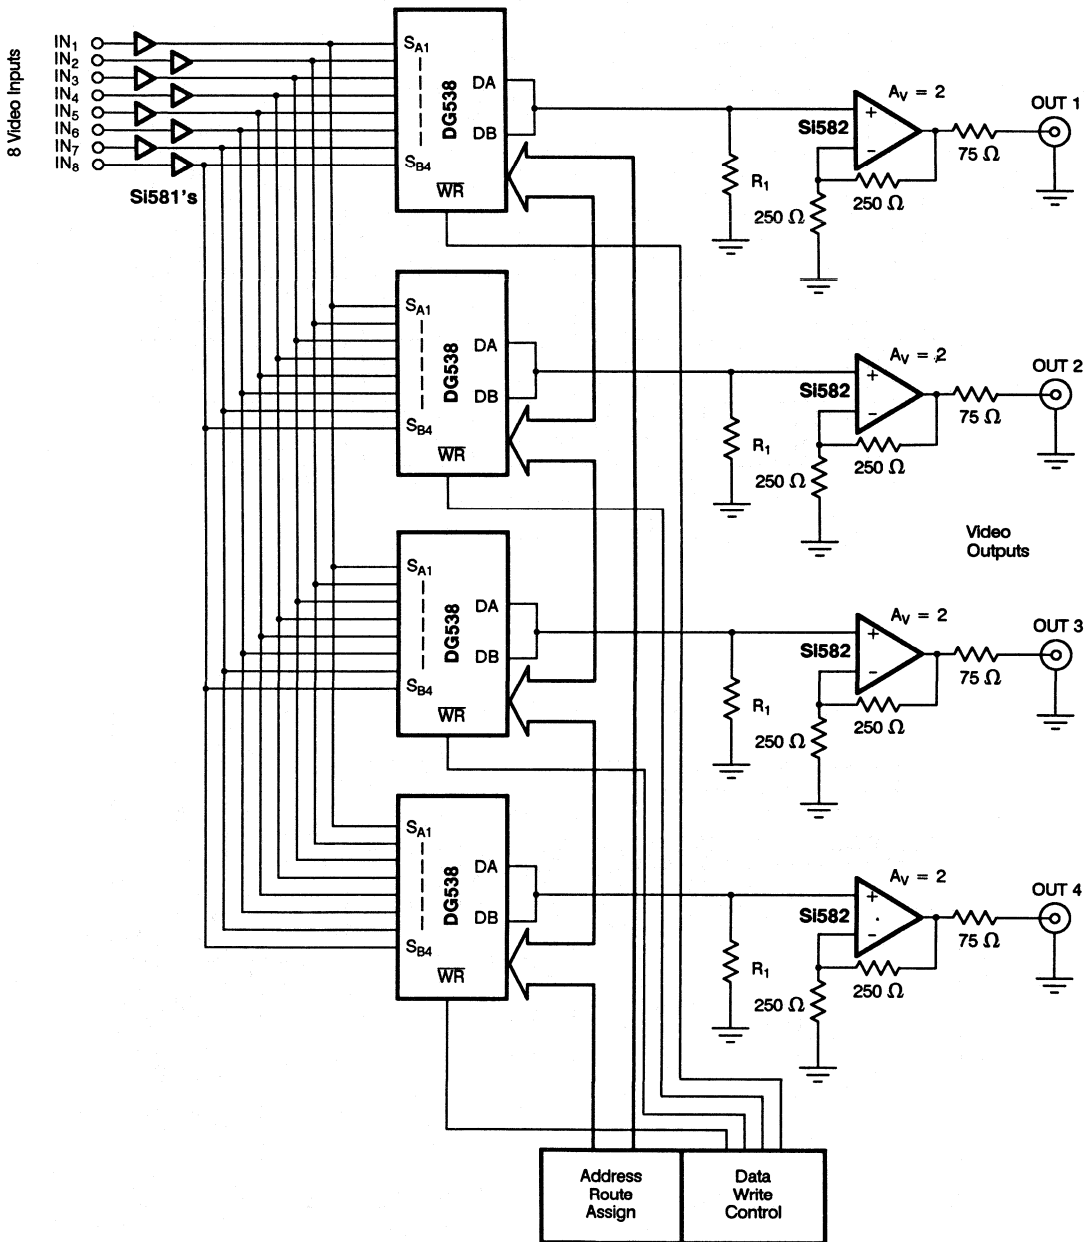 8 Video Inputs
IN1
IN2
IN3
IN4
IN5
IN6
IN7
IN8
Si581's
SA1
SB4
DG538
DA
DB
WR
R1
AV = 2
Si582
+
−
250 Ω
250 Ω
75 Ω
OUT 1
SA1
SB4
DG538
DA
DB
WR
R1
AV = 2
Si582
+
−
250 Ω
250 Ω
75 Ω
OUT 2
Video
Outputs
SA1
SB4
DG538
DA
DB
WR
R1
AV = 2
Si582
+
−
250 Ω
250 Ω
75 Ω
OUT 3
SA1
SB4
DG538
DA
DB
WR
R1
AV = 2
Si582
+
−
250 Ω
250 Ω
75 Ω
OUT 4
Address
Route
Assign
Data
Write
Control